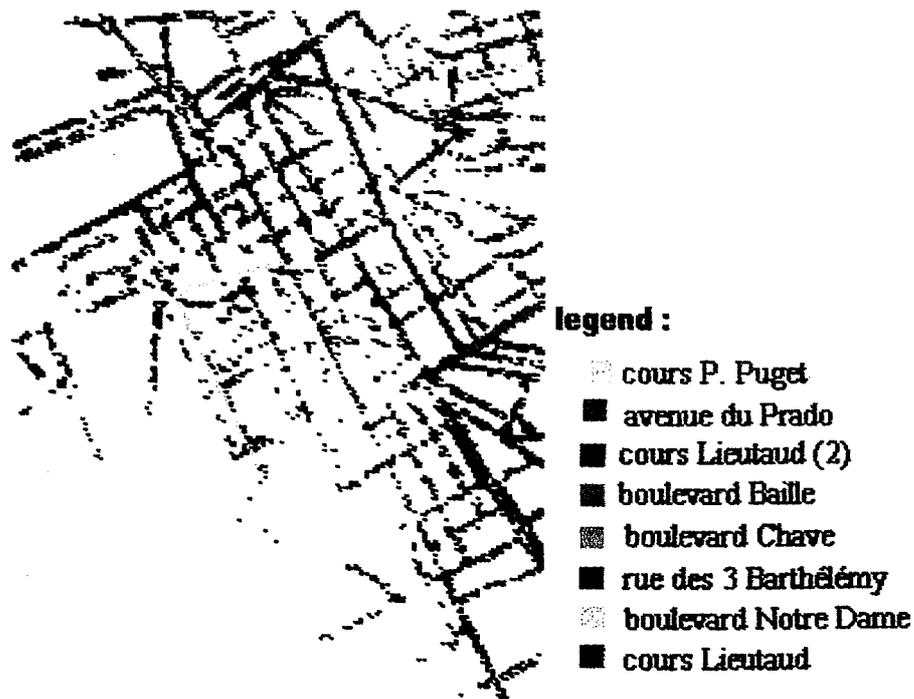 legend :
cours P. Puget
avenue du Prado
cours Lieutaud (2)
boulevard Baille
boulevard Chave
rue des 3 Barthélémy
boulevard Notre Dame
cours Lieutaud